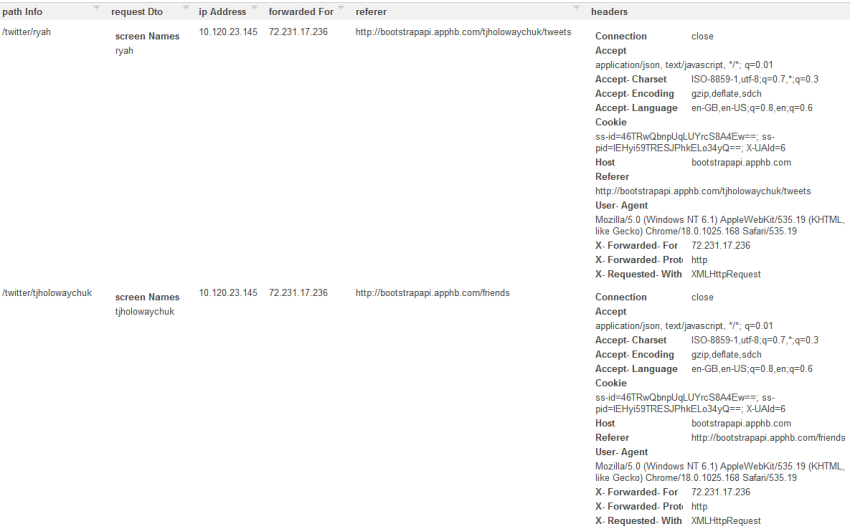 path Info request Dto ip Address forwarded For referer headers
/twitter/ryah screen Names 10.120.23.145 72.231.17.236 http://bootstrapapi.apphb.com/tjholowaychuk/tweets Connection close
ryah
Accept
application/json, text/javascript, */*; q=0.01
Accept- Charset ISO-8859-1,utf-8;q=0.7,*;q=0.3
Accept- Encoding gzip,deflate,sdch
Accept- Language en-GB,en-US;q=0.8,en;q=0.6
Cookie
ss-id=46TRwQbnpUqLUYrcS8A4Ew==; ss-
pid=IEHyi59TRESJPhkELo34yQ==; X-UAId=6
Host bootstrapapi.apphb.com
Referer
http://bootstrapapi.apphb.com/tjholowaychuk/tweets
User- Agent
Mozilla/5.0 (Windows NT 6.1) AppleWebKit/535.19 (KHTML,
like Gecko) Chrome/18.0.1025.168 Safari/535.19
X- Forwarded- For 72.231.17.236
X- Forwarded- Proto http
X- Requested- With XMLHttpRequest
/twitter/tjholowaychuk screen Names 10.120.23.145 72.231.17.236 http://bootstrapapi.apphb.com/friends Connection close
tjholowaychuk
Accept
application/json, text/javascript, */*; q=0.01
Accept- Charset ISO-8859-1,utf-8;q=0.7,*;q=0.3
Accept- Encoding gzip,deflate,sdch
Accept- Language en-GB,en-US;q=0.8,en;q=0.6
Cookie
ss-id=46TRwQbnpUqLUYrcS8A4Ew==; ss-
pid=IEHyi59TRESJPhkELo34yQ==; X-UAId=6
Host bootstrapapi.apphb.com
Referer http://bootstrapapi.apphb.com/friends
User- Agent
Mozilla/5.0 (Windows NT 6.1) AppleWebKit/535.19 (KHTML,
like Gecko) Chrome/18.0.1025.168 Safari/535.19
X- Forwarded- For 72.231.17.236
X- Forwarded- Proto http
X- Requested- With XMLHttpRequest